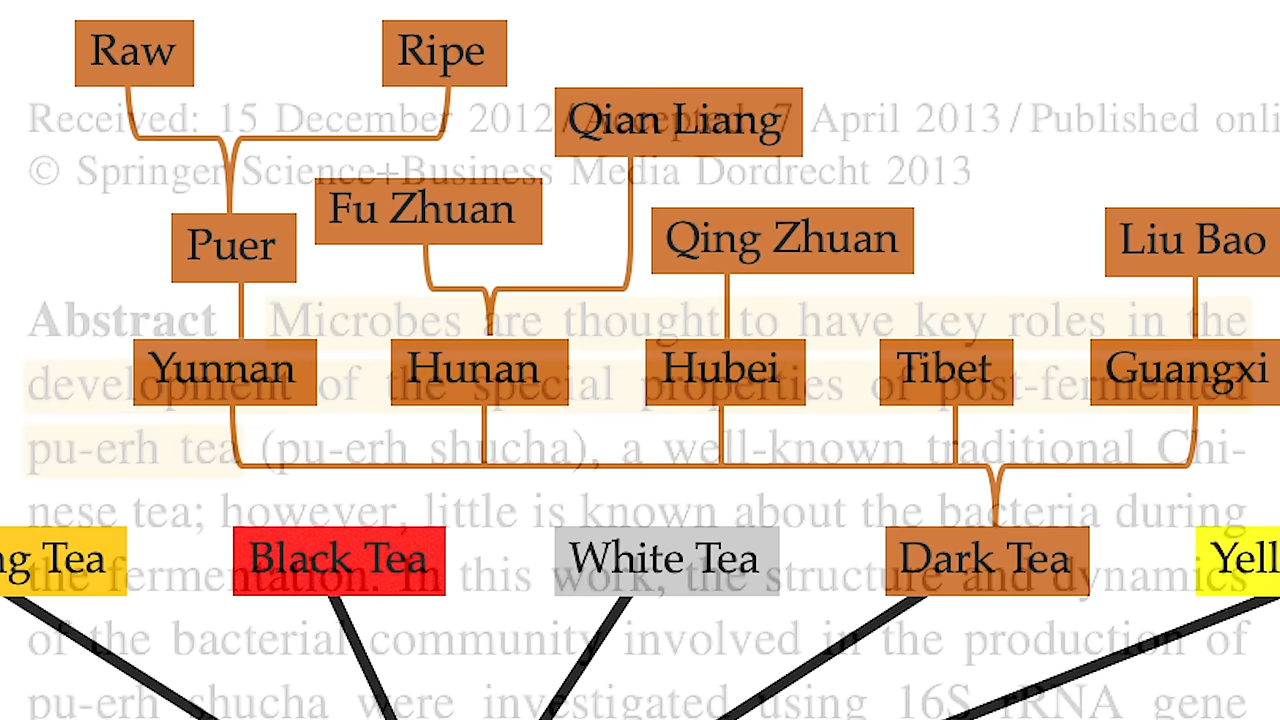 Raw
Ripe
Qian Liang
Received: 15 December 2012 / Accepted: 7 April 2013 / Published onli
© Springer Science+Business Media Dordrecht 2013
Fu Zhuan
Puer
Qing Zhuan
Liu Bao
Abstract Microbes are thought to have key roles in the
Yunnan
Hunan
Hubei
Tibet
Guangxi
development of the special properties of post-fermented
pu-erh tea (pu-erh shucha), a well-known traditional Chi-
nese tea; however, little is known about the bacteria during
ng Tea
Black Tea
White Tea
Dark Tea
Yell
the fermentation. In this work, the structure and dynamics
of the bacterial community involved in the production of
pu-erh shucha were investigated using 16S rRNA gene